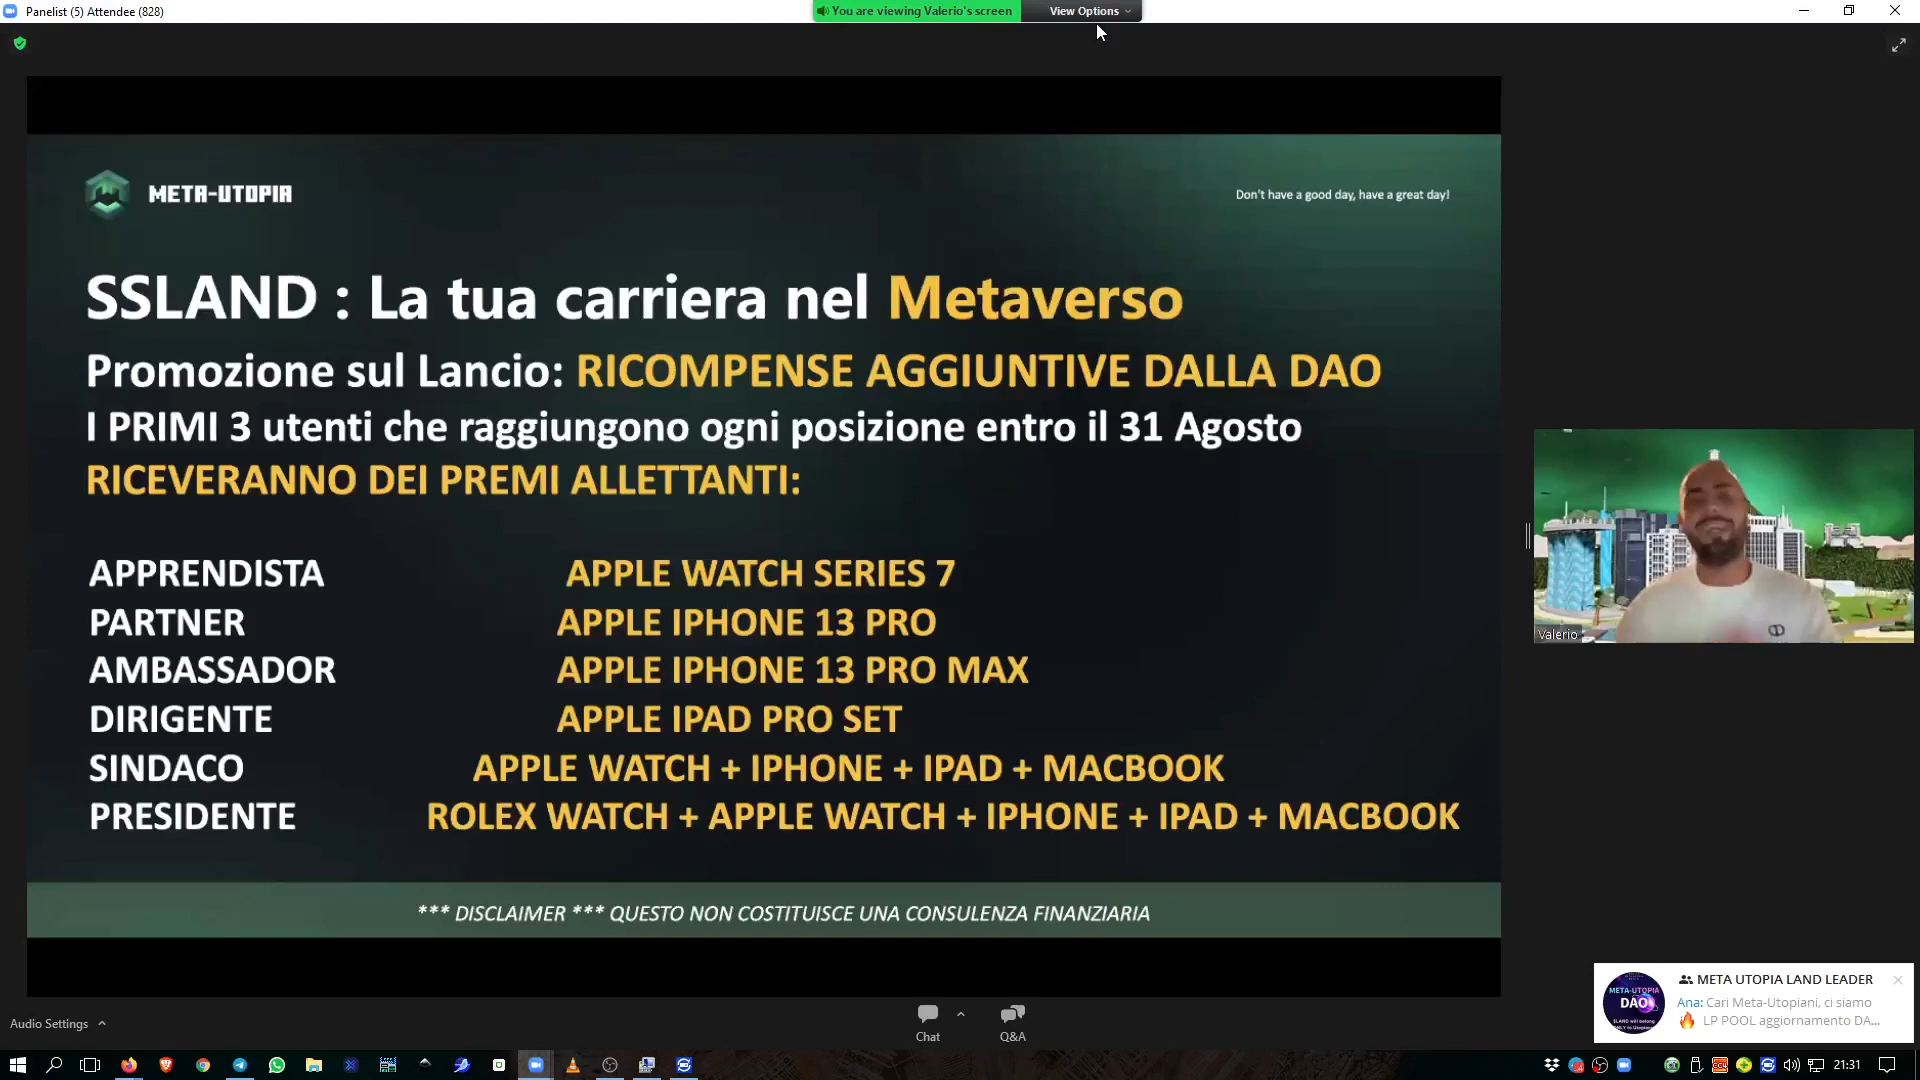 Panelist (5) Attendee (828)
You are viewing Valerio's screen
View Options
META-UTOPIA
Don't have a good day, have a great day!
SSLAND : La tua carriera nel Metaverso
Promozione sul Lancio: RICOMPENSE AGGIUNTIVE DALLA DAO
I PRIMI 3 utenti che raggiungono ogni posizione entro il 31 Agosto
RICEVERANNO DEI PREMI ALLETTANTI:
APPRENDISTA APPLE WATCH SERIES 7
PARTNER APPLE IPHONE 13 PRO
AMBASSADOR APPLE IPHONE 13 PRO MAX
DIRIGENTE APPLE IPAD PRO SET
SINDACO APPLE WATCH + IPHONE + IPAD + MACBOOK
PRESIDENTE ROLEX WATCH + APPLE WATCH + IPHONE + IPAD + MACBOOK
*** DISCLAIMER *** QUESTO NON COSTITUISCE UNA CONSULENZA FINANZIARIA
Valerio
META UTOPIA LAND LEADER
Ana: Cari Meta-Utopiani, ci siamo
LP POOL aggiornamento DA...
META-UTOPIA
DAO
Audio Settings
Chat
Q&A
21:31